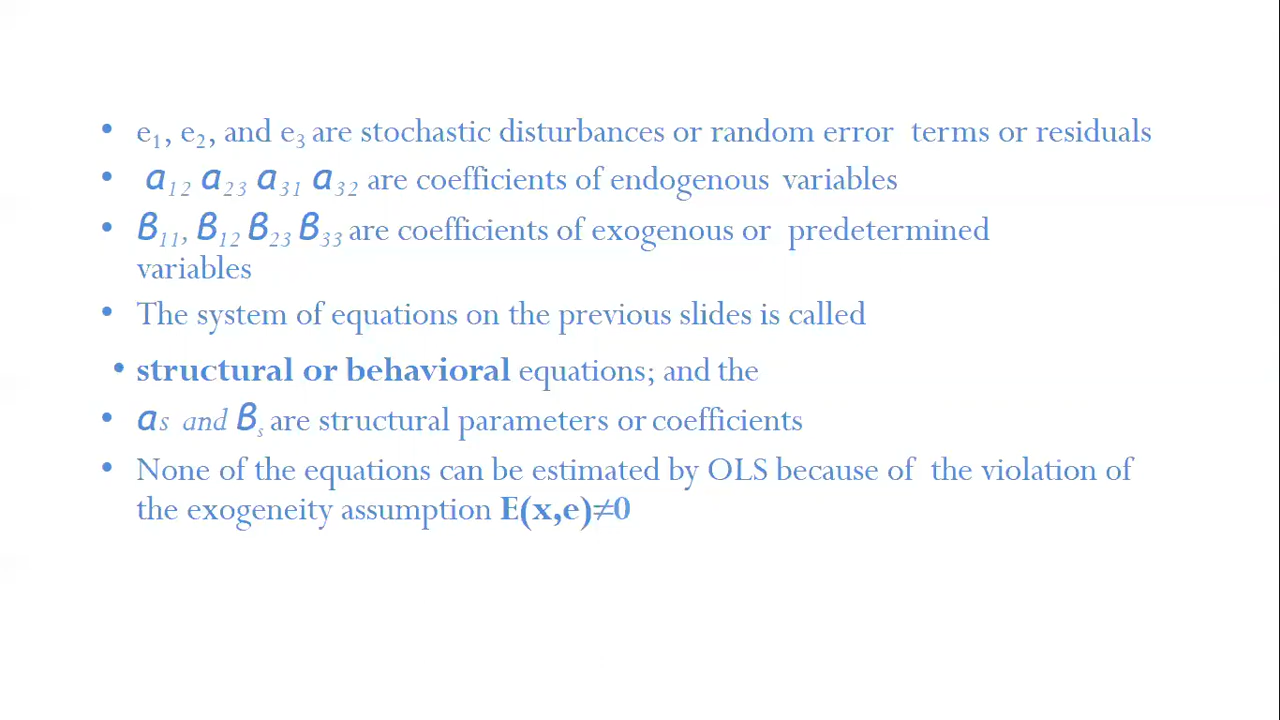 • e₁, e₂, and e₃ are stochastic disturbances or random error terms or residuals
• α₁₂ α₂₃ α₃₁ α₃₂ are coefficients of endogenous variables
• β₁₁, β₁₂ β₂₃ β₃₃ are coefficients of exogenous or predetermined
variables
• The system of equations on the previous slides is called
• structural or behavioral equations; and the
• αs and βₛ are structural parameters or coefficients
• None of the equations can be estimated by OLS because of the violation of
the exogeneity assumption E(x,e)≠0